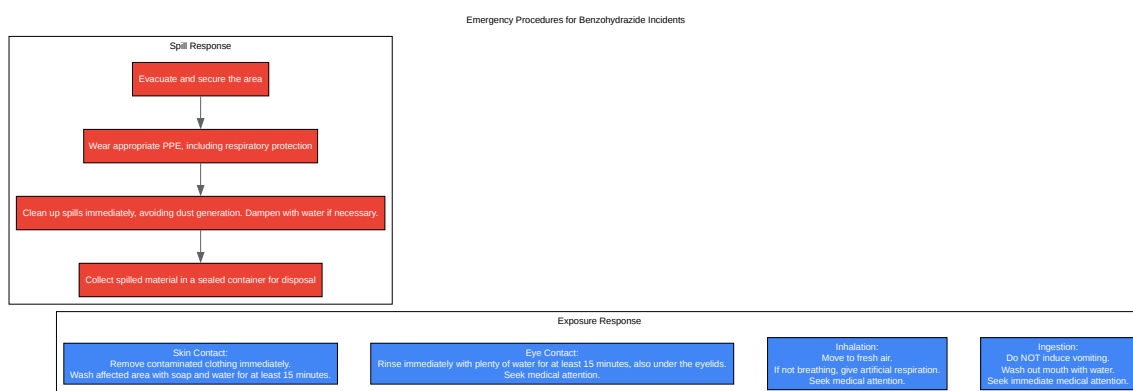 Emergency Procedures for Benzohydrazide Incidents
Spill Response
Evacuate and secure the area
Wear appropriate PPE, including respiratory protection
Clean up spills immediately, avoiding dust generation. Dampen with water if necessary.
Collect spilled material in a sealed container for disposal
Exposure Response
Skin Contact:
Remove contaminated clothing immediately.
Wash affected area with soap and water for at least 15 minutes.
Eye Contact:
Rinse immediately with plenty of water for at least 15 minutes, also under the eyelids.
Seek medical attention.
Inhalation:
Move to fresh air.
If not breathing, give artificial respiration.
Seek medical attention.
Ingestion:
Do NOT induce vomiting.
Wash out mouth with water.
Seek immediate medical attention.